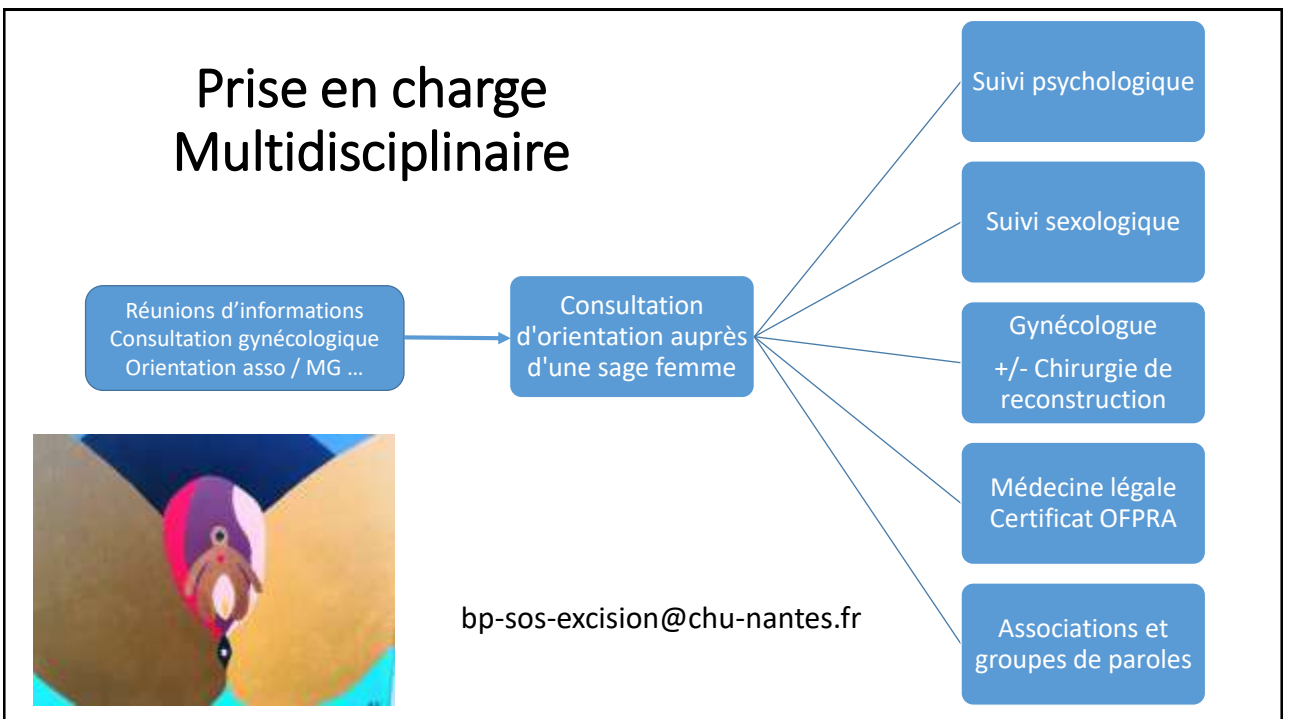 Prise en charge
Multidisciplinaire
Réunions d’informations
Consultation gynécologique
Orientation asso / MG …
Consultation
d'orientation auprès
d'une sage femme
Suivi psychologique
Suivi sexologique
Gynécologue
+/- Chirurgie de
reconstruction
Médecine légale
Certificat OFPRA
Associations et
groupes de paroles
bp-sos-excision@chu-nantes.fr